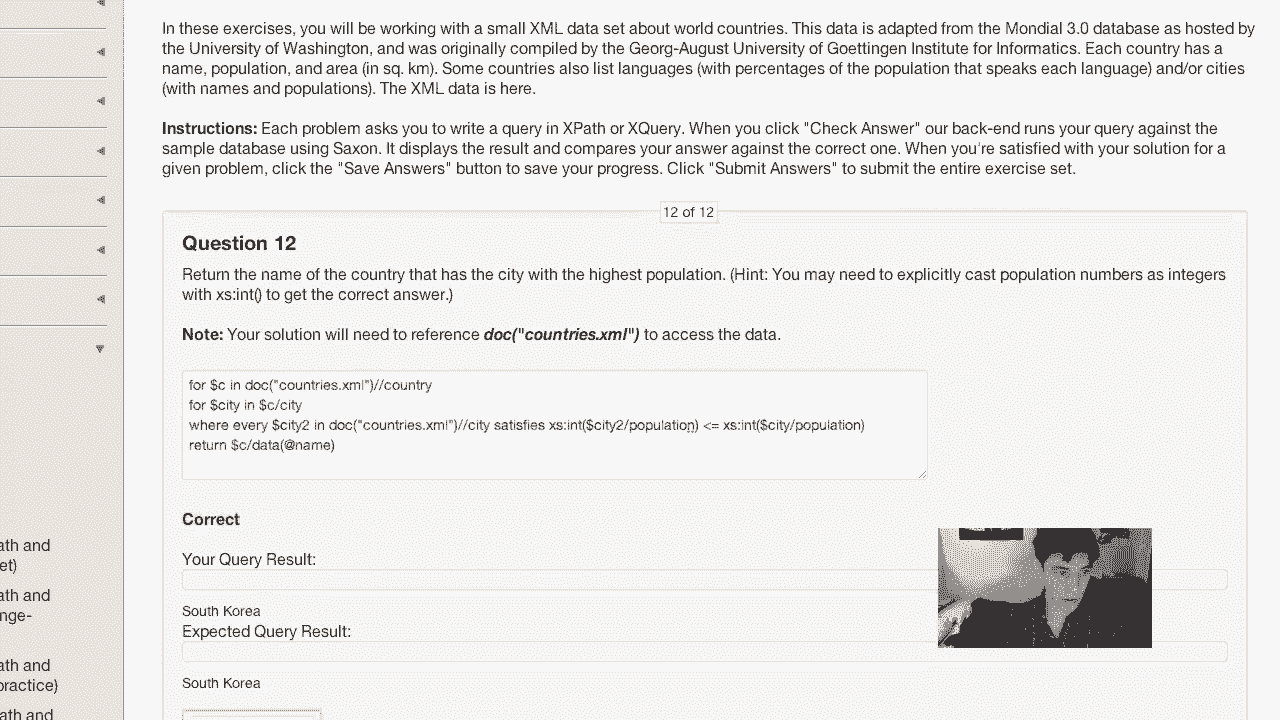 In these exercises, you will be working with a small XML data set about world countries. This data is adapted from the Mondial 3.0 database as hosted by
the University of Washington, and was originally compiled by the Georg-August University of Goettingen Institute for Informatics. Each country has a
name, population, and area (in sq. km). Some countries also list languages (with percentages of the population that speaks each language) and/or cities
(with names and populations). The XML data is here.
Instructions: Each problem asks you to write a query in XPath or XQuery. When you click "Check Answer" our back-end runs your query against the
sample database using Saxon. It displays the result and compares your answer against the correct one. When you're satisfied with your solution for a
given problem, click the "Save Answers" button to save your progress. Click "Submit Answers" to submit the entire exercise set.
12 of 12
Question 12
Return the name of the country that has the city with the highest population. (Hint: You may need to explicitly cast population numbers as integers
with xs:int() to get the correct answer.)
Note: Your solution will need to reference doc("countries.xml") to access the data.
for $c in doc("countries.xml")//country
for $city in $c/city
where every $city2 in doc("countries.xml")//city satisfies xs:int($city2/population) <= xs:int($city/population)
return $c/data(@name)
Correct
Your Query Result:
South Korea
Expected Query Result:
South Korea
ath and
et)
ath and
nge-
ath and
practice)
ath and